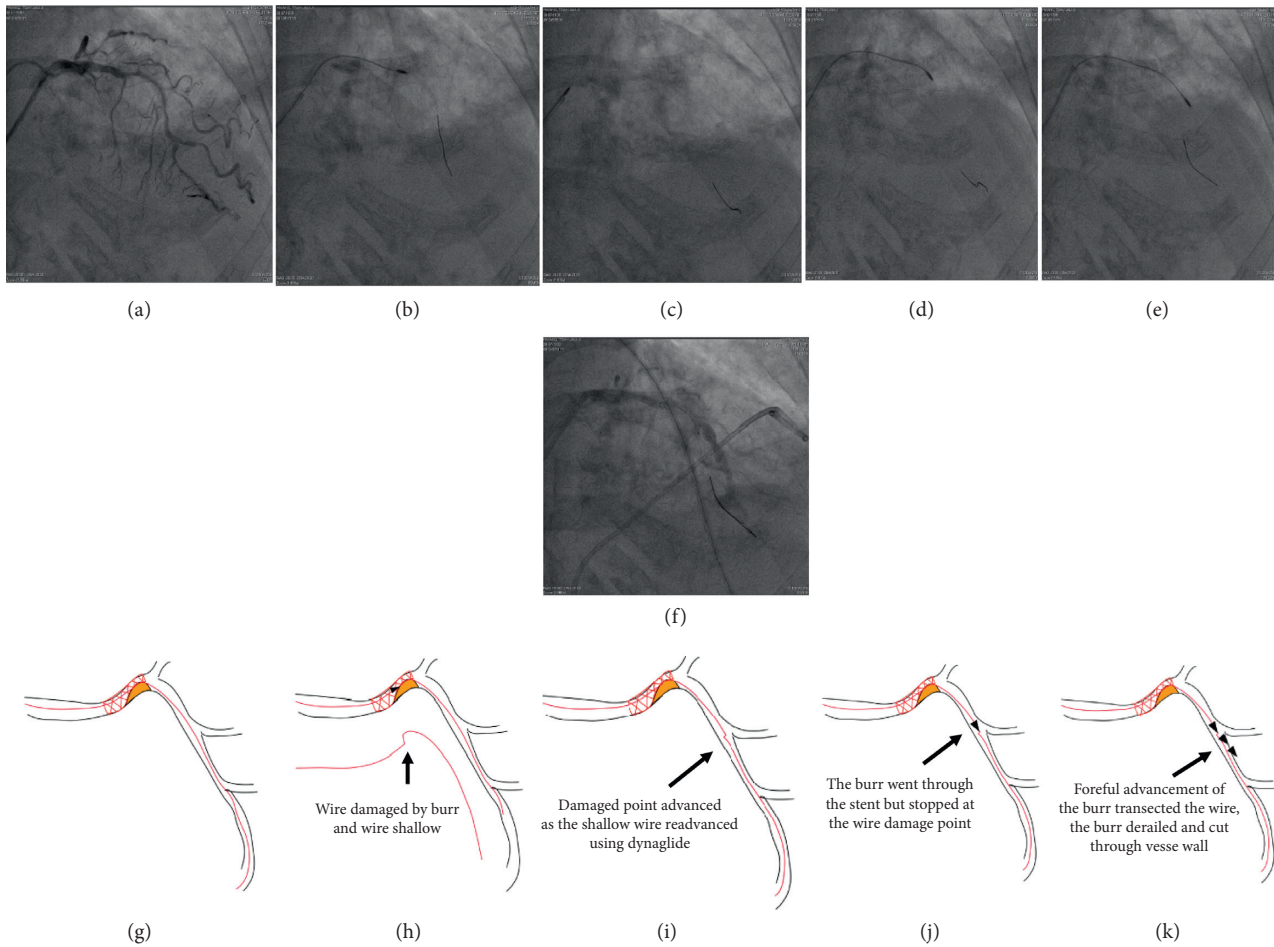 (a)
(b)
(c)
(d)
(e)
(f)
Wire damaged by burr
and wire shallow
Damaged point advanced
as the shallow wire readvanced
using dynaglide
The burr went through
the stent but stopped at
the wire damage point
Foreful advancement of
the burr transected the wire,
the burr derailed and cut
through vesse wall
(g)
(h)
(i)
(j)
(k)